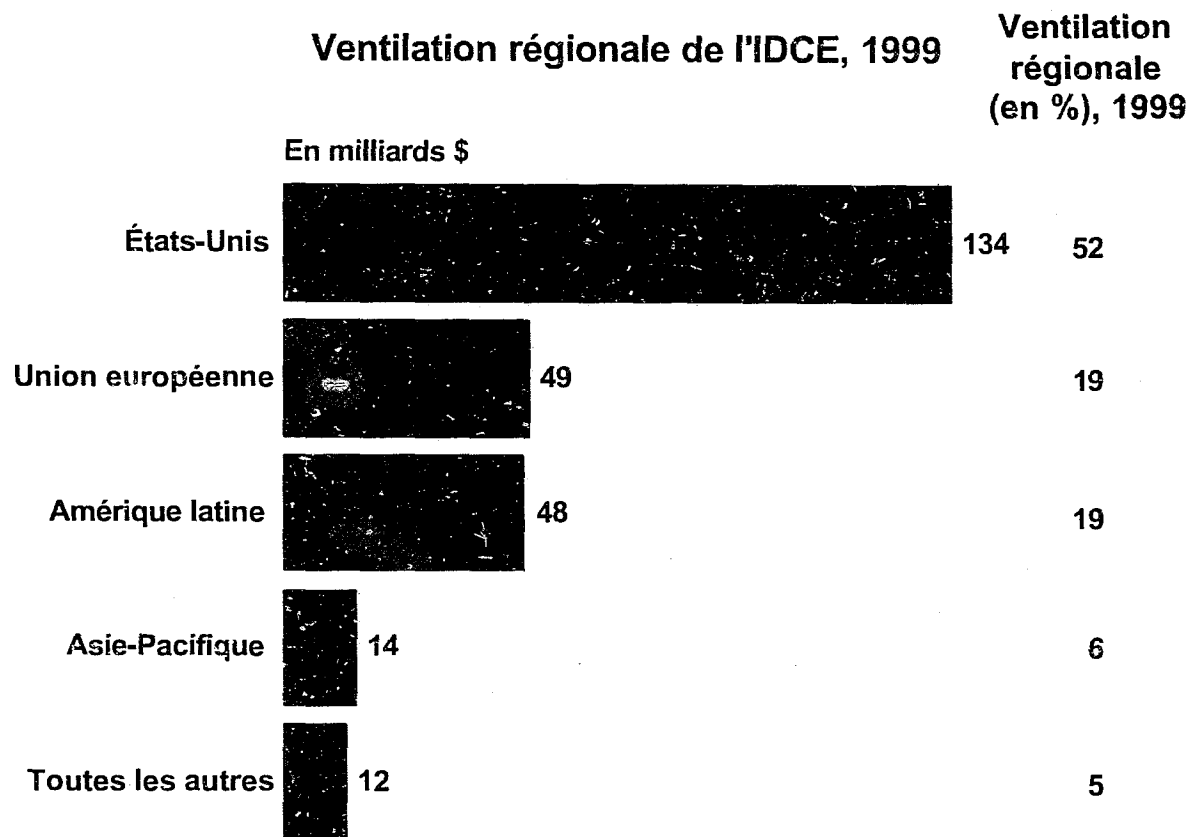 Ventilation régionale de l'IDCE, 1999
Ventilation
régionale
(en %), 1999
En milliards $
États-Unis 134 52
Union européenne 49 19
Amérique latine 48 19
Asie-Pacifique 14 6
Toutes les autres 12 5